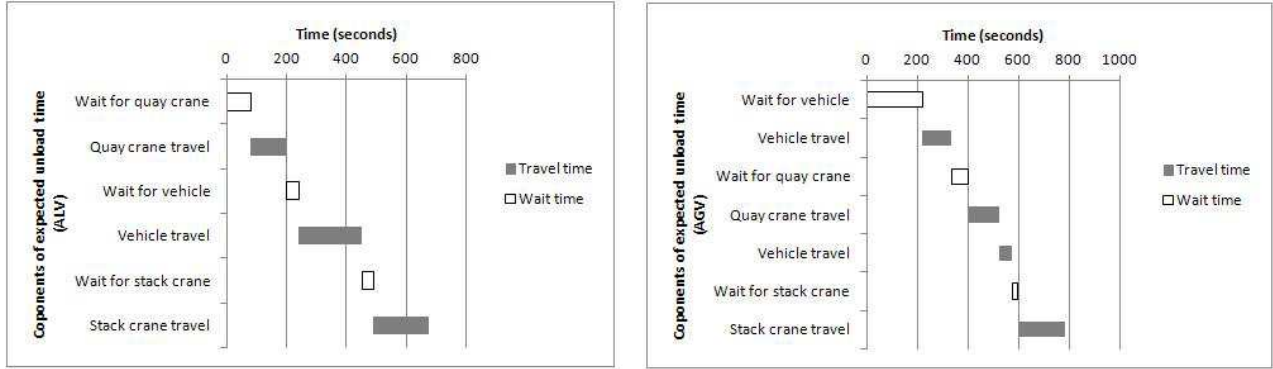 Time (seconds)
0 200 400 600 800
Coponents of expected unload time
(ALV)
Wait for quay crane
Quay crane travel
Wait for vehicle
Vehicle travel
Wait for stack crane
Stack crane travel
Travel time
Wait time
Time (seconds)
0 200 400 600 800 1000
Coponents of expected unload time
(AGV)
Wait for vehicle
Vehicle travel
Wait for quay crane
Quay crane travel
Vehicle travel
Wait for stack crane
Stack crane travel
Travel time
Wait time